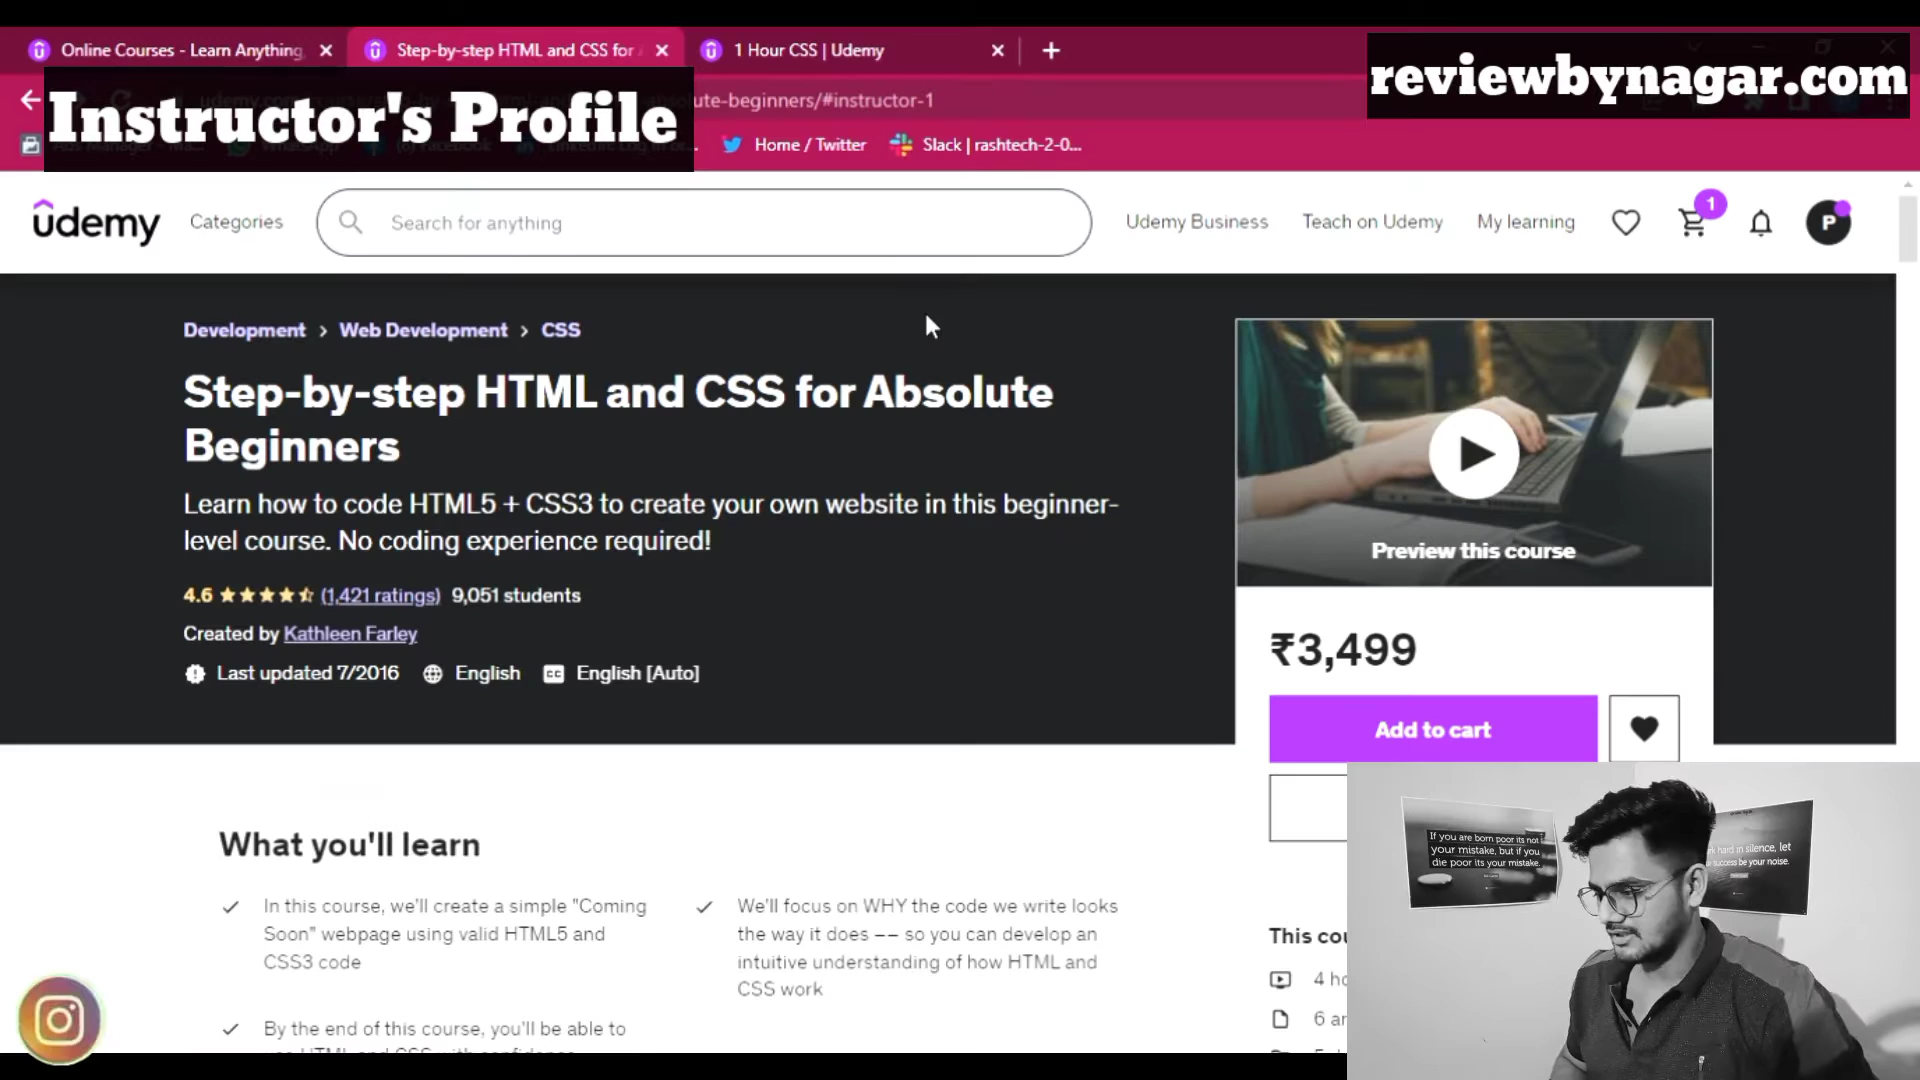 Online Courses - Learn Anything,
Step-by-step HTML and CSS for
1 Hour CSS | Udemy
reviewbynagar.com
Instructor's Profile
ute-beginners/#instructor-1
Home / Twitter
Slack | rashtech-2-0...
udemy
Categories
Search for anything
Udemy Business
Teach on Udemy
My learning
1
P
Development > Web Development > CSS
Step-by-step HTML and CSS for Absolute
Beginners
Learn how to code HTML5 + CSS3 to create your own website in this beginner-
level course. No coding experience required!
4.6 (1,421 ratings) 9,051 students
Created by Kathleen Farley
Last updated 7/2016 English CC English [Auto]
Preview this course
₹3,499
Add to cart
What you'll learn
In this course, we'll create a simple "Coming
Soon" webpage using valid HTML5 and
CSS3 code
By the end of this course, you'll be able to
We'll focus on WHY the code we write looks
the way it does –– so you can develop an
intuitive understanding of how HTML and
CSS work
This cou
4 ho
6 ar
If you are born poor its not
your mistake, but if you
die poor its your mistake.
hard in silence, let
success be your noise.